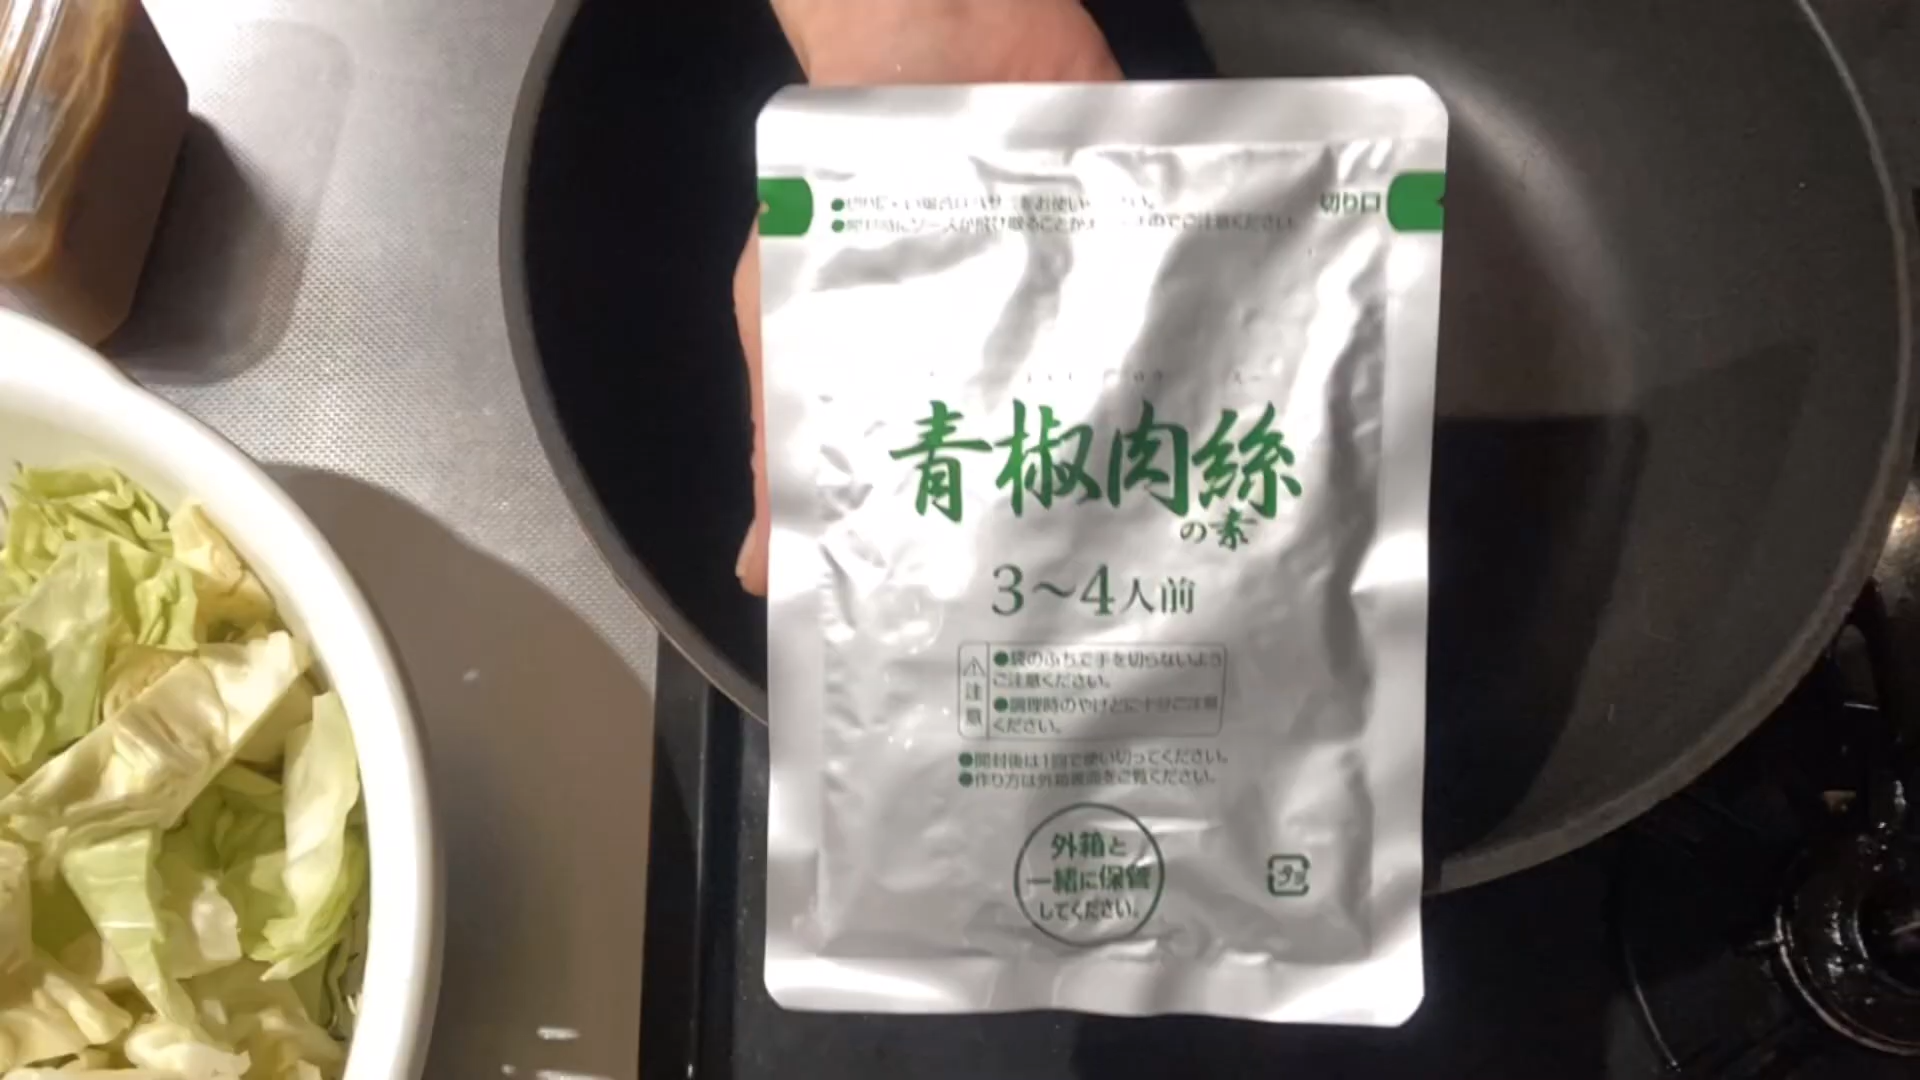 切り口
青椒肉絲
の素
3〜4人前
注意
●袋のふちで手を切らないよう
ご注意ください。
●調理時のやけどに十分ご注意
ください。
●開封後は1回で使い切ってください。
●作り方は外箱裏面をご覧ください。
外箱と
一緒に保管
してください。